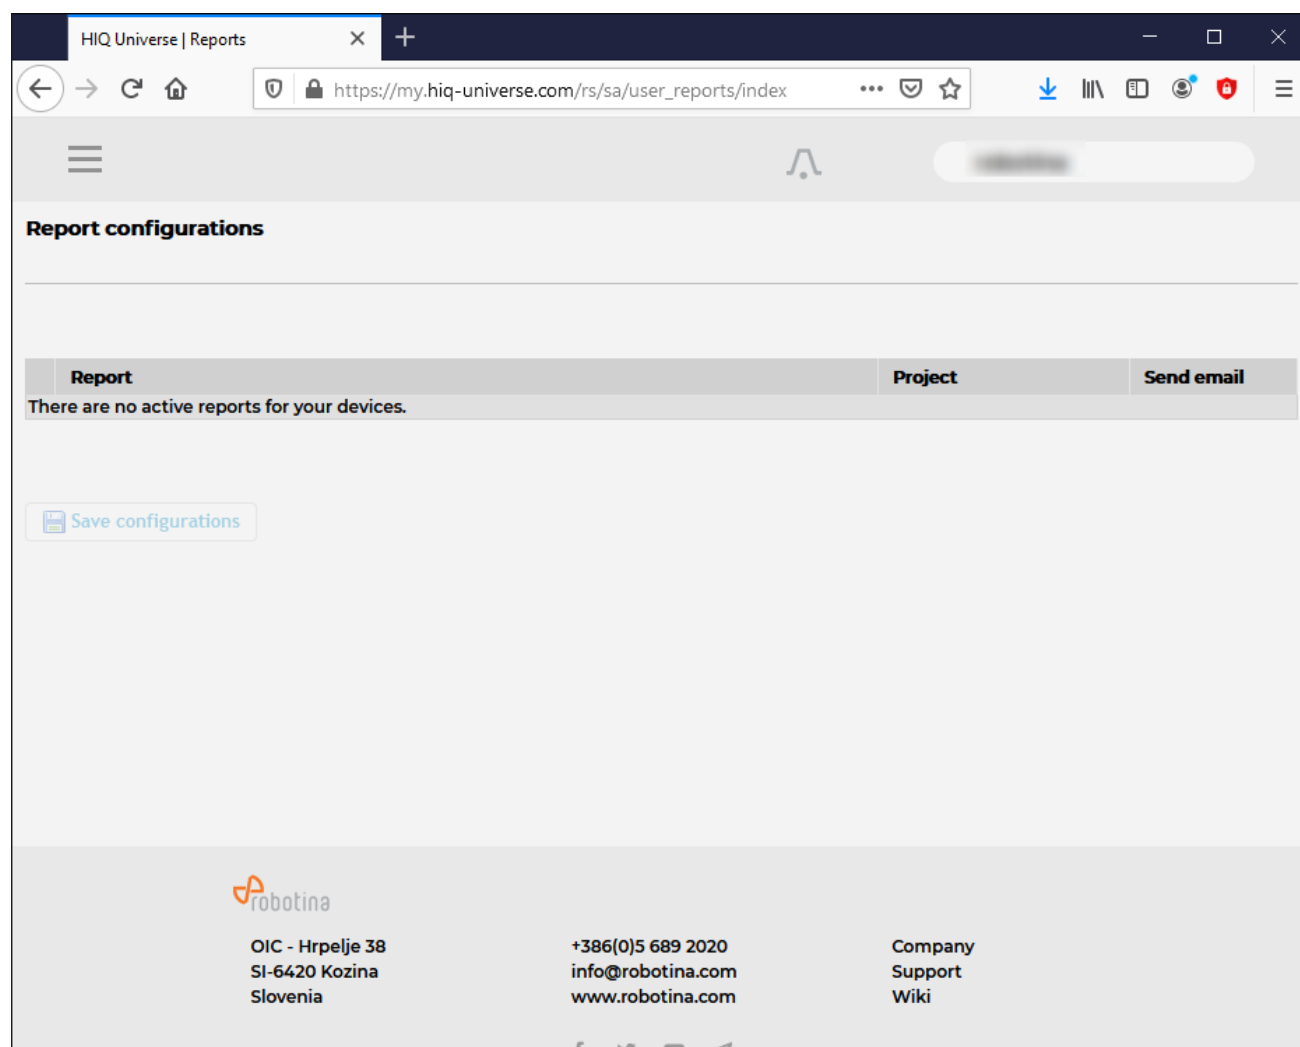 HIQ Universe | Reports
https://my.hiq-universe.com/rs/sa/user_reports/index
Report configurations
Report Project Send email
There are no active reports for your devices.
Save configurations
robotina
OIC - Hrpelje 38
SI-6420 Kozina
Slovenia
+386(0)5 689 2020
info@robotina.com
www.robotina.com
Company
Support
Wiki